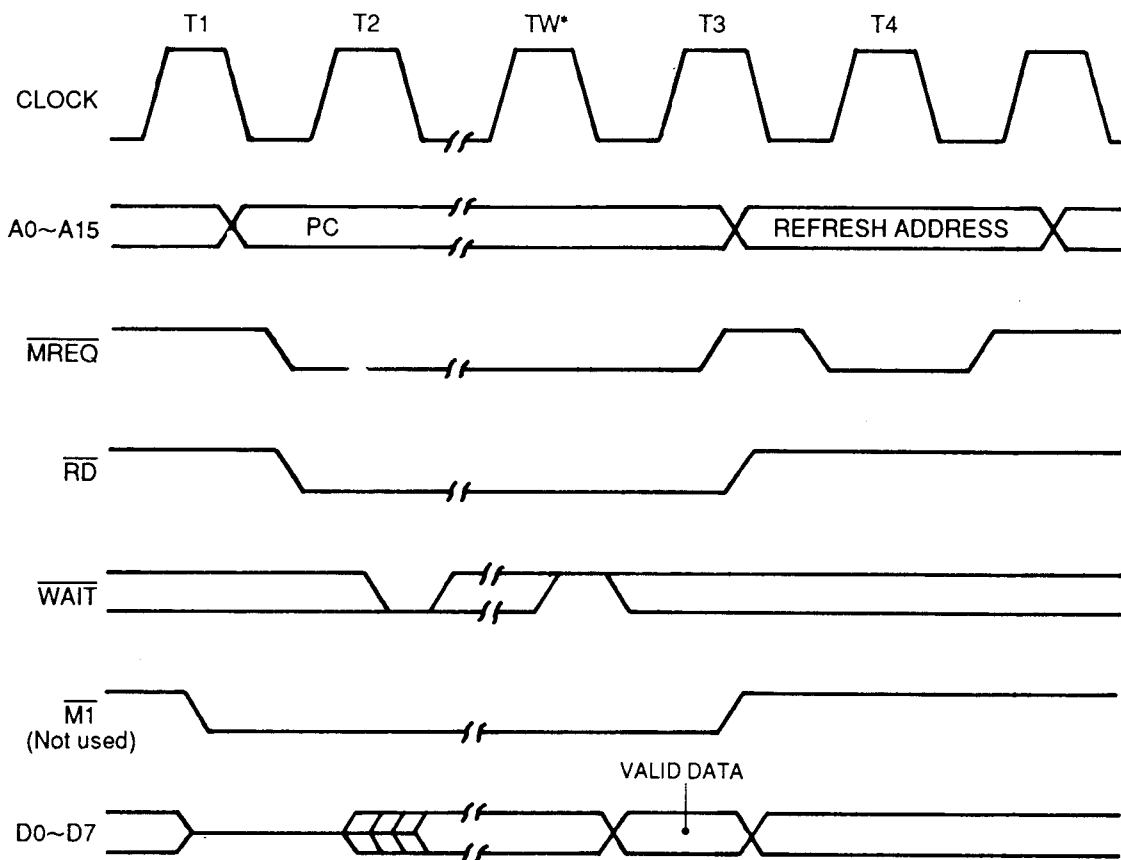 T1 T2 TW* T3 T4
CLOCK
A0~A15 PC REFRESH ADDRESS
MREQ
RD
WAIT
M1
(Not used)
VALID DATA
D0~D7